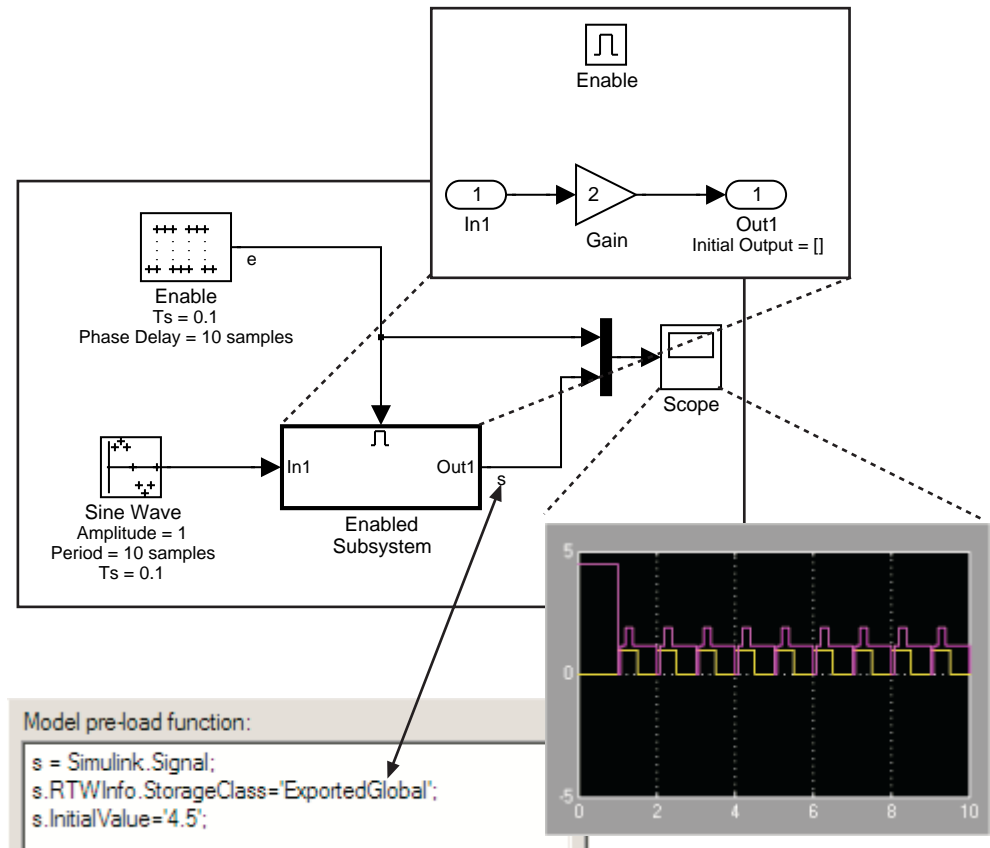 Enable
1
In1
2
Gain
1
Out1
Initial Output = []
e
Enable
Ts = 0.1
Phase Delay = 10 samples
Scope
In1
Out1
s
Enabled
Subsystem
Sine Wave
Amplitude = 1
Period = 10 samples
Ts = 0.1
5
0
-5
0 2 4 6 8 10
Model pre-load function:
s = Simulink.Signal;
s.RTWInfo.StorageClass='ExportedGlobal';
s.InitialValue='4.5';